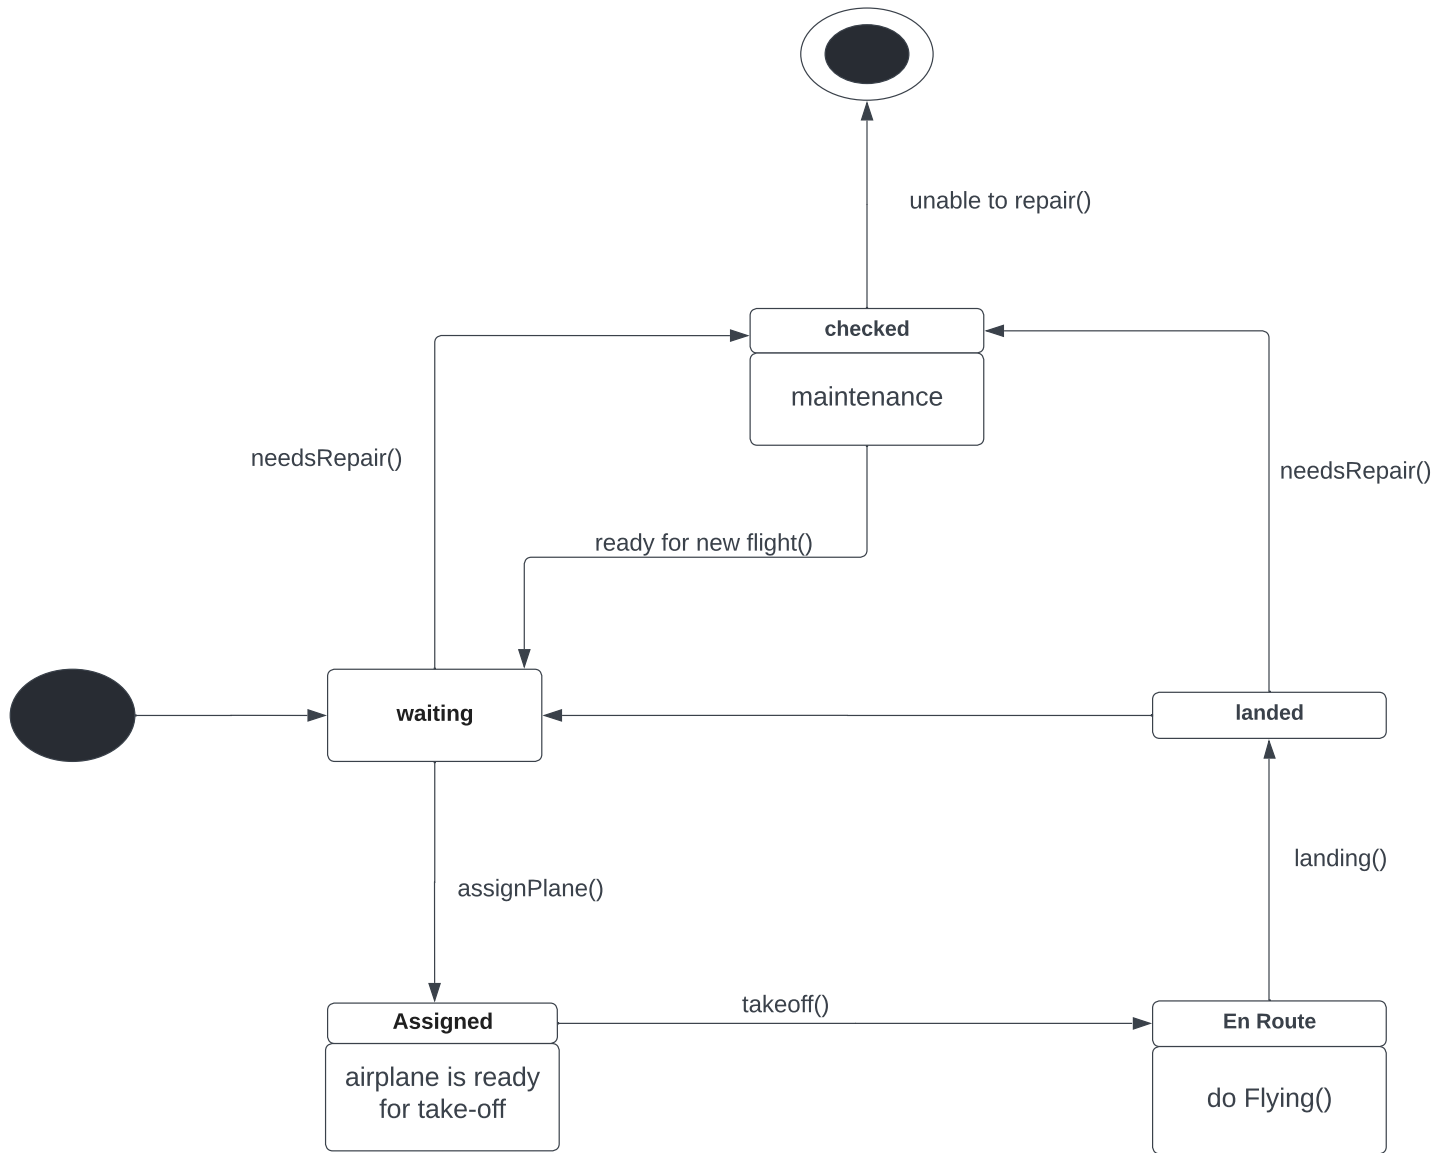 unable to repair()
checked
maintenance
needsRepair()
needsRepair()
ready for new flight()
waiting
landed
landing()
assignPlane()
takeoff()
Assigned
En Route
airplane is ready
for take-off
do Flying()